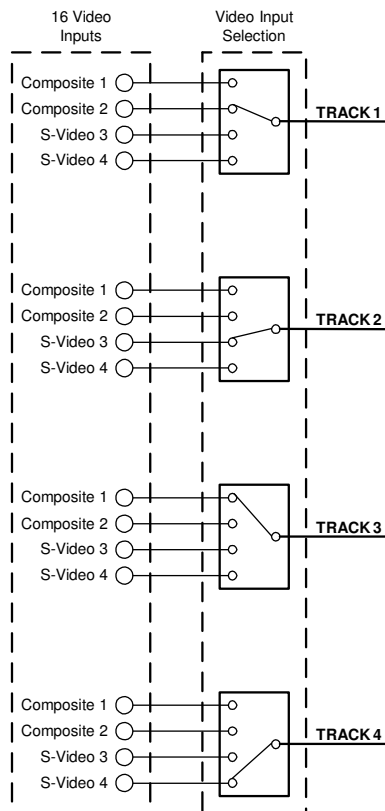 16 Video
Inputs
Video Input
Selection
Composite 1
Composite 2
S-Video 3
S-Video 4
TRACK 1
Composite 1
Composite 2
S-Video 3
S-Video 4
TRACK 2
Composite 1
Composite 2
S-Video 3
S-Video 4
TRACK 3
Composite 1
Composite 2
S-Video 3
S-Video 4
TRACK 4